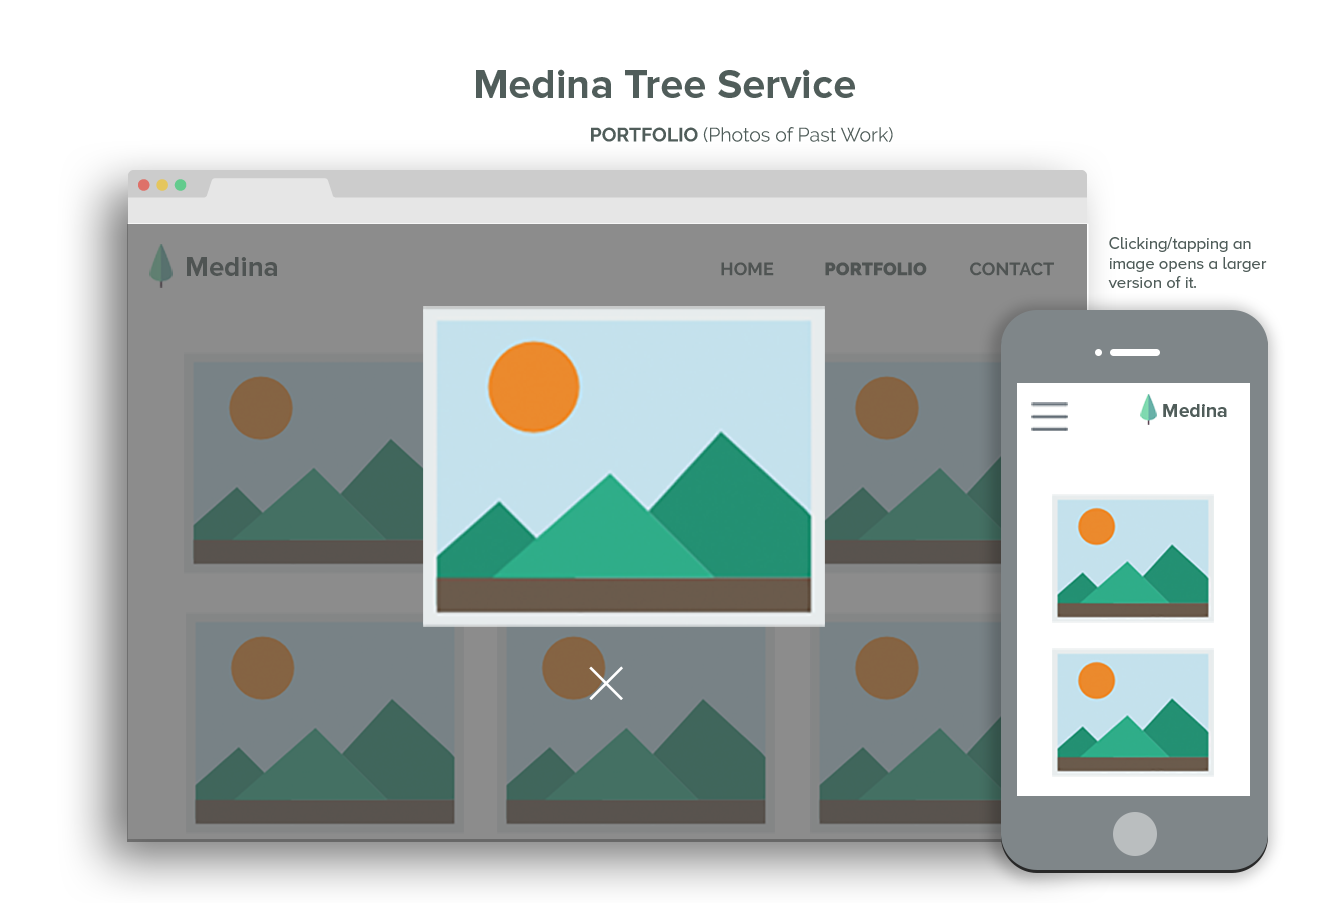 Medina Tree Service
PORTFOLIO (Photos of Past Work)
Medina
HOME PORTFOLIO CONTACT
Clicking/tapping an
image opens a larger
version of it.
Medina